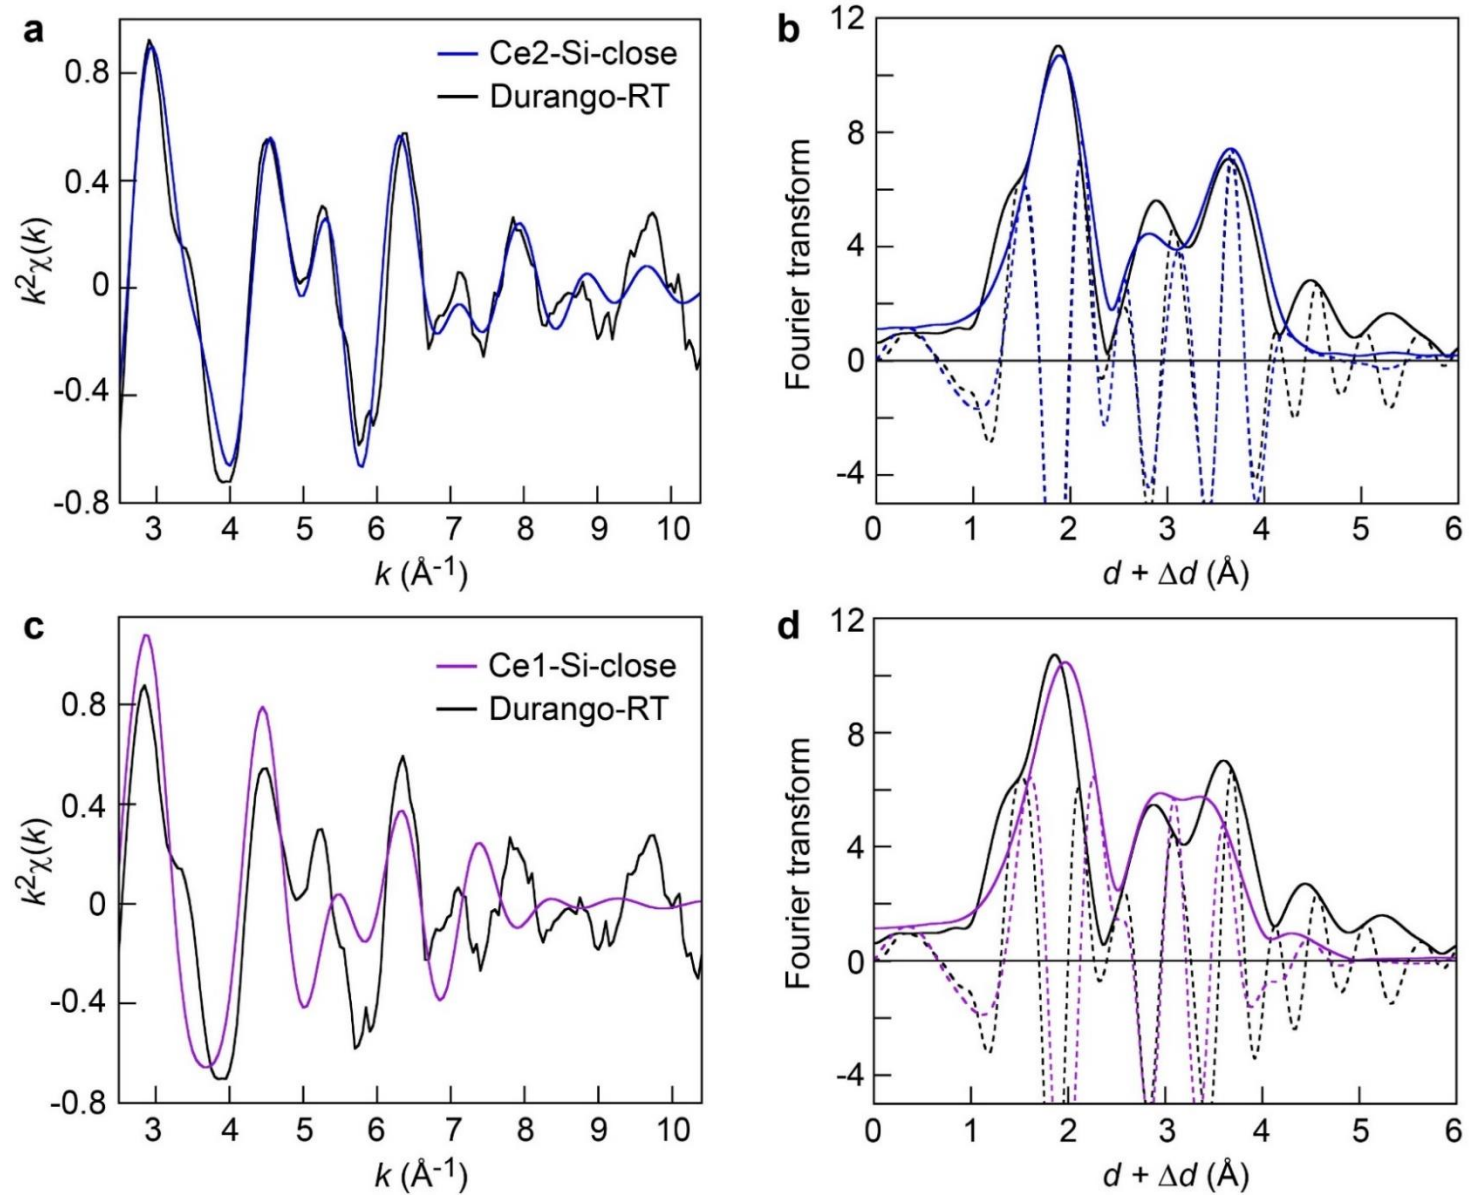 a
Ce2-Si-close
Durango-RT
0.8
0.4
0
-0.4
-0.8
k²χ(k)
3 4 5 6 7 8 9 10
k (Å⁻¹)
b
12
8
4
0
-4
Fourier transform
0 1 2 3 4 5 6
d + Δd (Å)
c
Ce1-Si-close
Durango-RT
0.8
0.4
0
-0.4
-0.8
k²χ(k)
3 4 5 6 7 8 9 10
k (Å⁻¹)
d
12
8
4
0
-4
Fourier transform
0 1 2 3 4 5 6
d + Δd (Å)